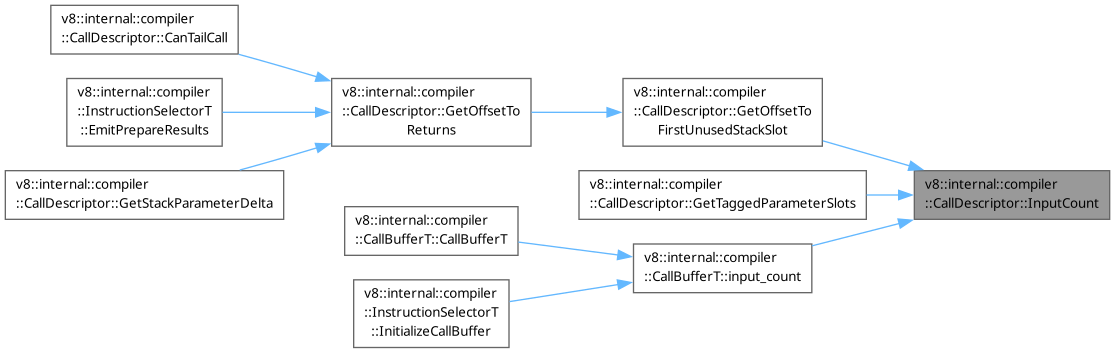 v8::internal::compiler
::CallDescriptor::CanTailCall
v8::internal::compiler
::InstructionSelectorT
::EmitPrepareResults
v8::internal::compiler
::CallDescriptor::GetStackParameterDelta
v8::internal::compiler
::CallDescriptor::GetOffsetTo
Returns
v8::internal::compiler
::CallDescriptor::GetOffsetTo
FirstUnusedStackSlot
v8::internal::compiler
::CallDescriptor::GetTaggedParameterSlots
v8::internal::compiler
::CallDescriptor::InputCount
v8::internal::compiler
::CallBufferT::CallBufferT
v8::internal::compiler
::InstructionSelectorT
::InitializeCallBuffer
v8::internal::compiler
::CallBufferT::input_count